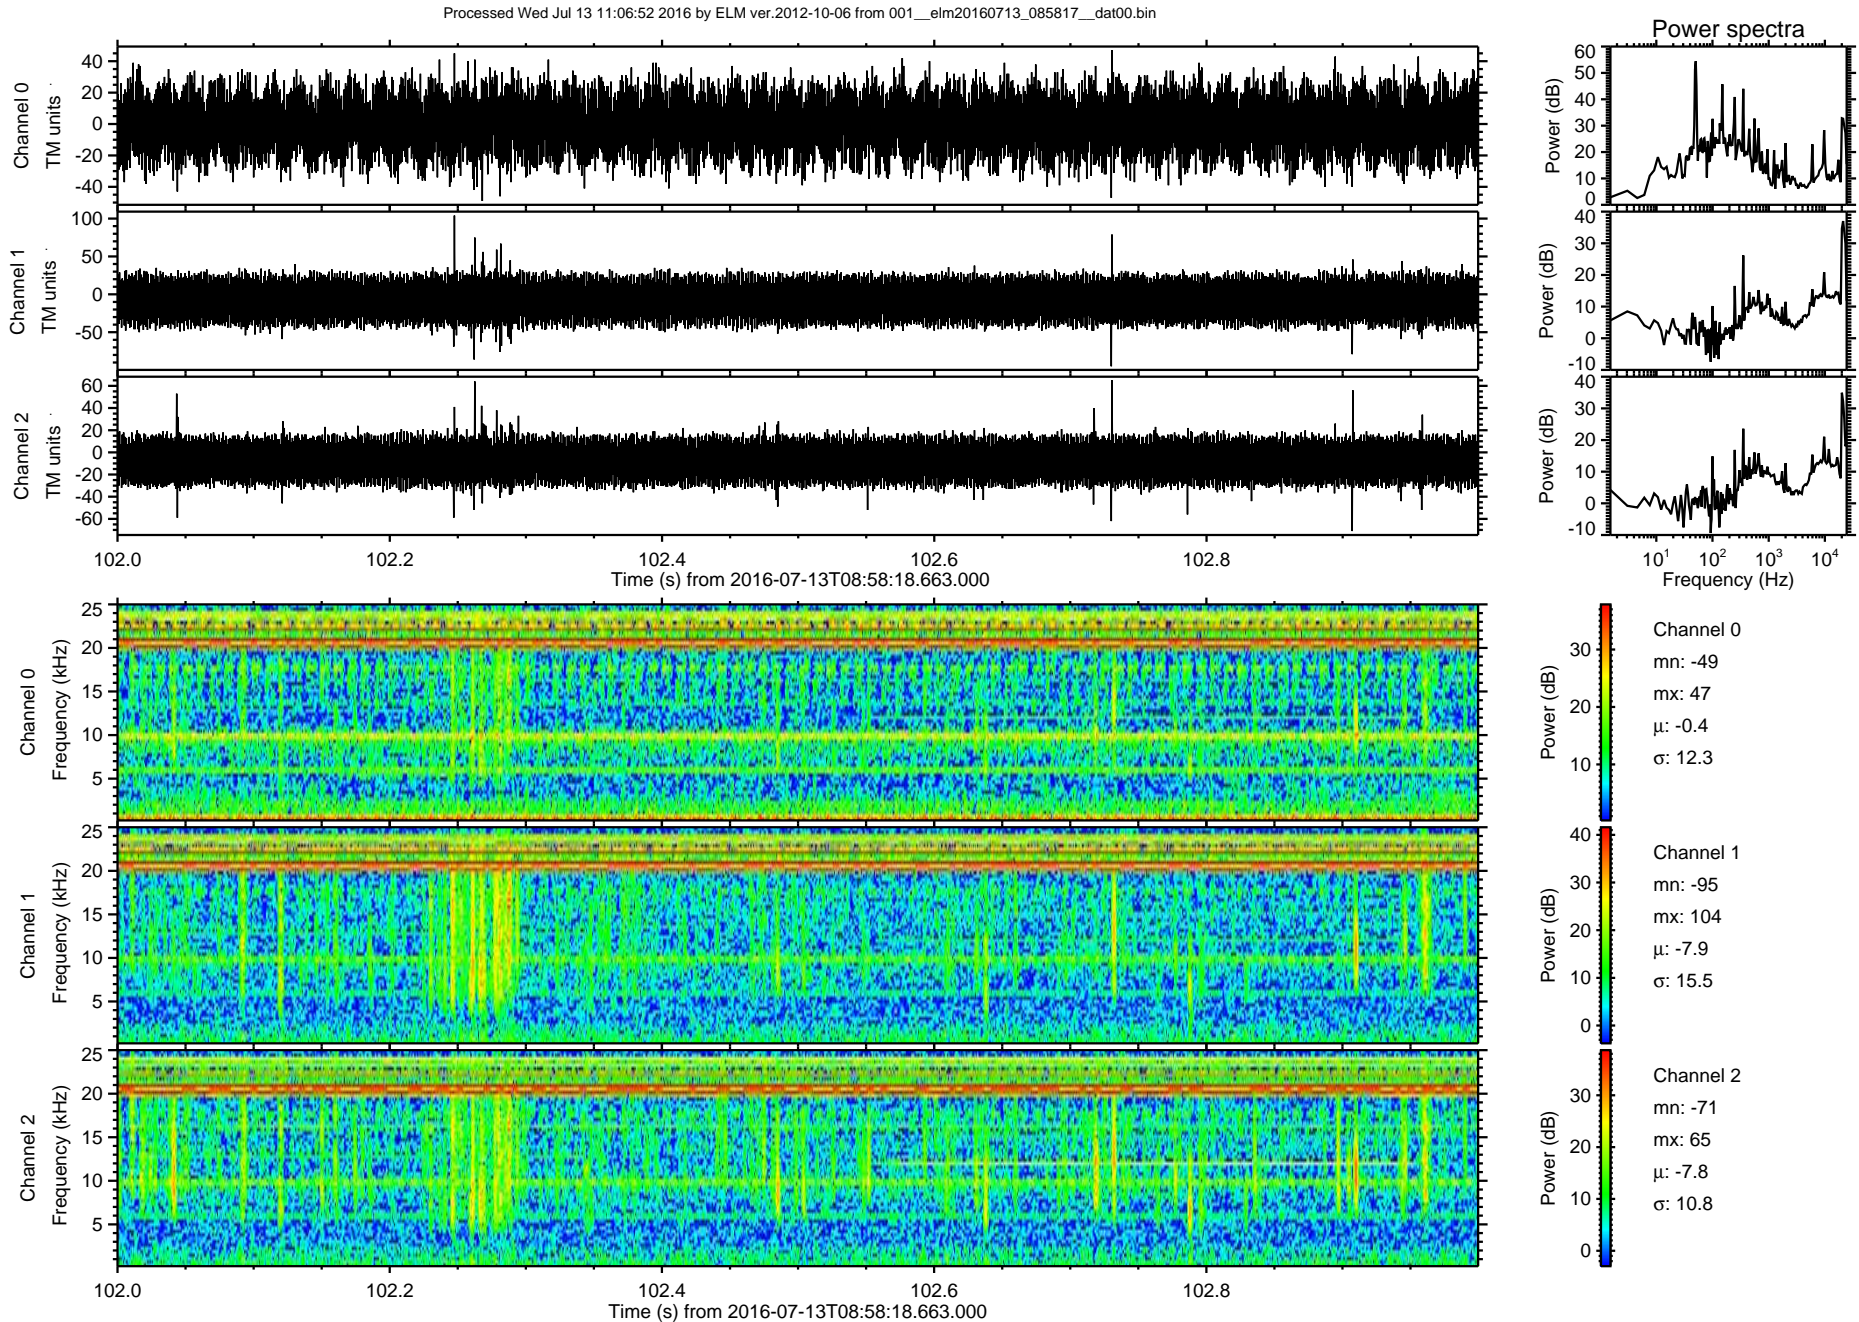 Processed Wed Jul 13 11:06:52 2016 by ELM ver.2012-10-06 from 001__elm20160713_085817__dat00.bin
Power spectra
Channel 0
TM units
40
20
0
-20
-40
Power (dB)
60
50
40
30
20
10
0
Channel 1
TM units
100
50
0
-50
Power (dB)
40
30
20
10
0
-10
Channel 2
TM units
60
40
20
0
-20
-40
-60
Power (dB)
40
30
20
10
0
-10
102.0 102.2 102.4 102.6 102.8
Time (s) from 2016-07-13T08:58:18.663.000
10^1 10^2 10^3 10^4
Frequency (Hz)
Channel 0
Frequency (kHz)
25
20
15
10
5
Power (dB)
30
20
10
Channel 0
mn: -49
mx: 47
μ: -0.4
σ: 12.3
Channel 1
Frequency (kHz)
25
20
15
10
5
Power (dB)
40
30
20
10
0
Channel 1
mn: -95
mx: 104
μ: -7.9
σ: 15.5
Channel 2
Frequency (kHz)
25
20
15
10
5
Power (dB)
30
20
10
0
Channel 2
mn: -71
mx: 65
μ: -7.8
σ: 10.8
102.0 102.2 102.4 102.6 102.8
Time (s) from 2016-07-13T08:58:18.663.000